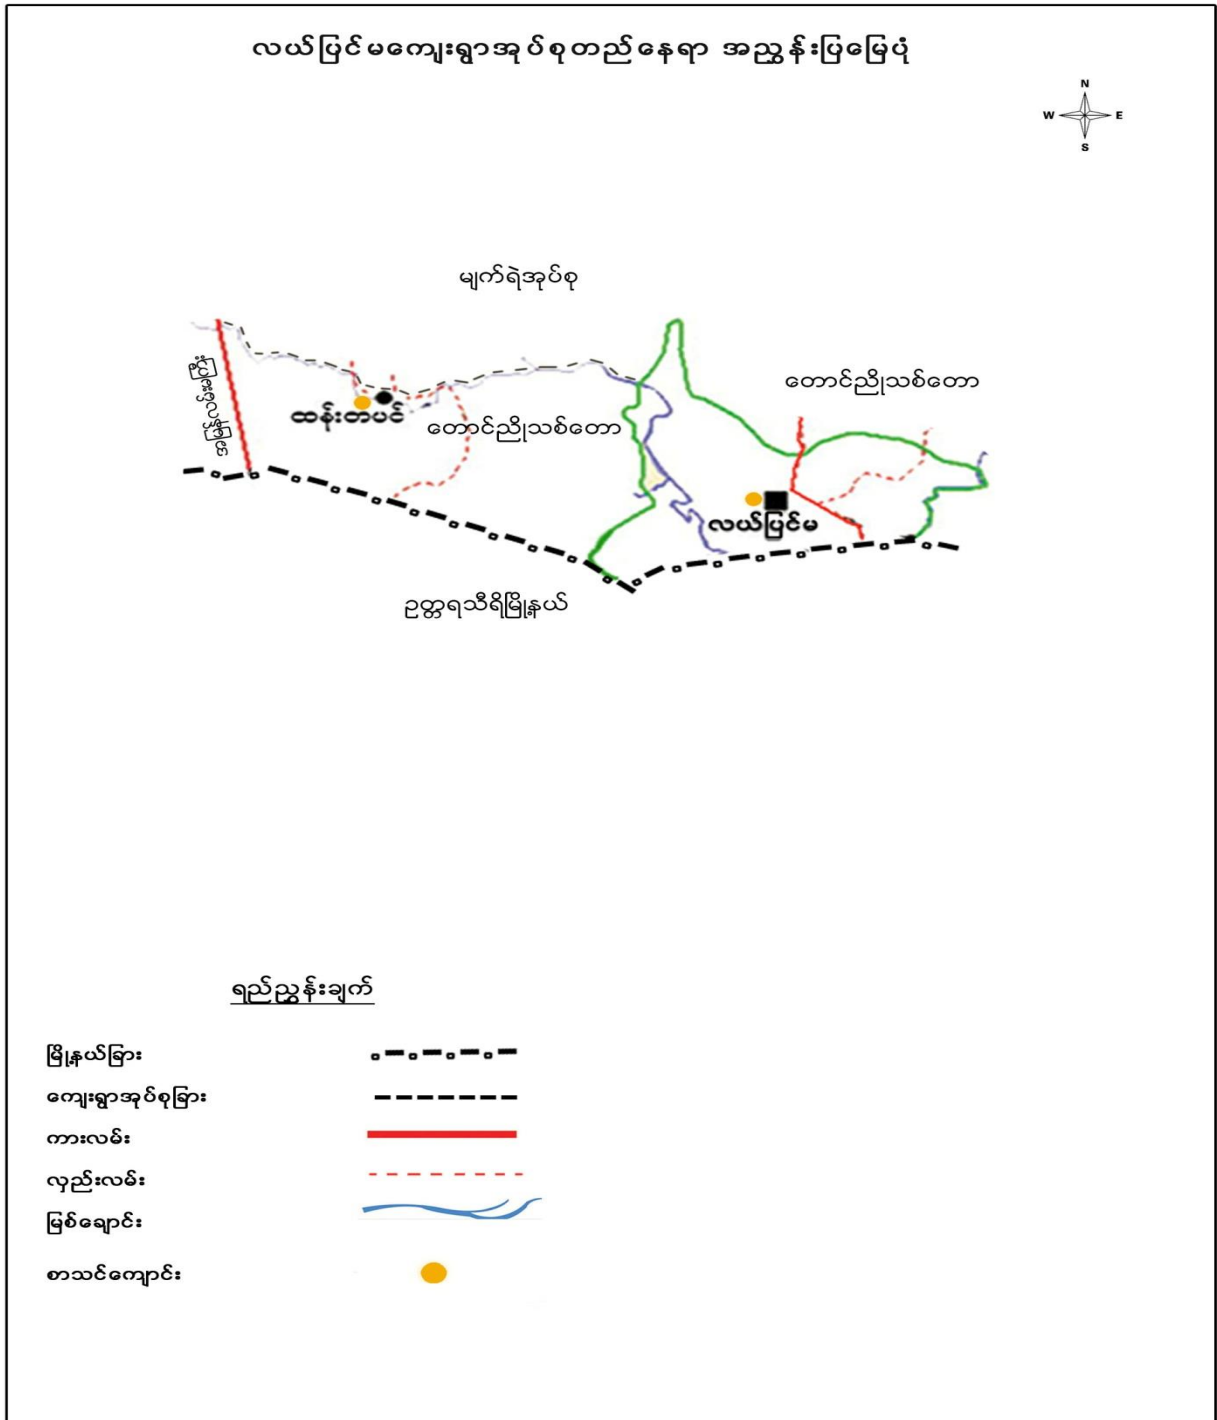 လယ်ပြင်မကျေးရွာအုပ်စုတည်နေရာ အညွှန်းပြမြေပုံ
N
W E
S
မျက်ရဲအုပ်စု
တောင်ညိုသစ်တော
ထန်းတပင်
တောင်ညိုသစ်တော
လယ်ပြင်မ
ဥတ္တရသီရိမြို့နယ်
ရည်ညွှန်းချက်
မြို့နယ်ခြား
ကျေးရွာအုပ်စုခြား
ကားလမ်း
လှည်းလမ်း
မြစ်ချောင်း
စာသင်ကျောင်း